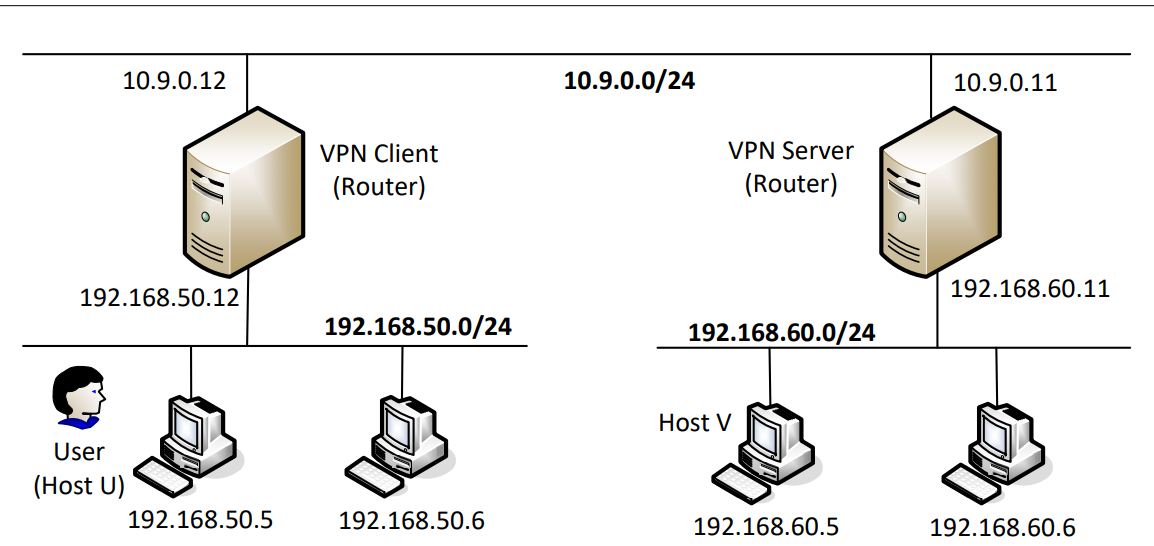 10.9.0.12
10.9.0.0/24
10.9.0.11
VPN Client
(Router)
VPN Server
(Router)
192.168.50.12
192.168.60.11
192.168.50.0/24
192.168.60.0/24
User
(Host U)
Host V
192.168.50.5
192.168.50.6
192.168.60.5
192.168.60.6